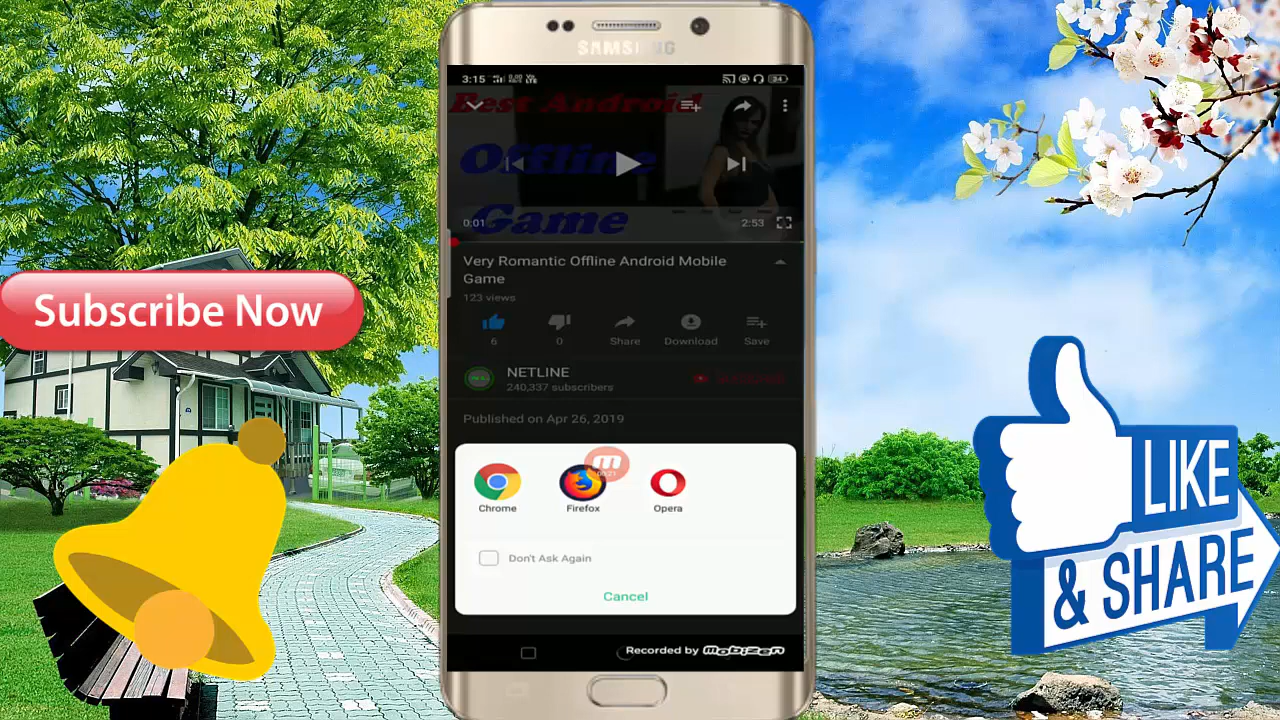 SAMSUNG
3:15
Best Android
Offline
Game
0:01
2:53
Very Romantic Offline Android Mobile
Game
123 views
6
0
Share
Download
Save
NETLINE
240,337 subscribers
Published on Apr 26, 2019
Chrome
Firefox
Opera
Don't Ask Again
Cancel
Recorded by mobizen
Subscribe Now
LIKE
& SHARE